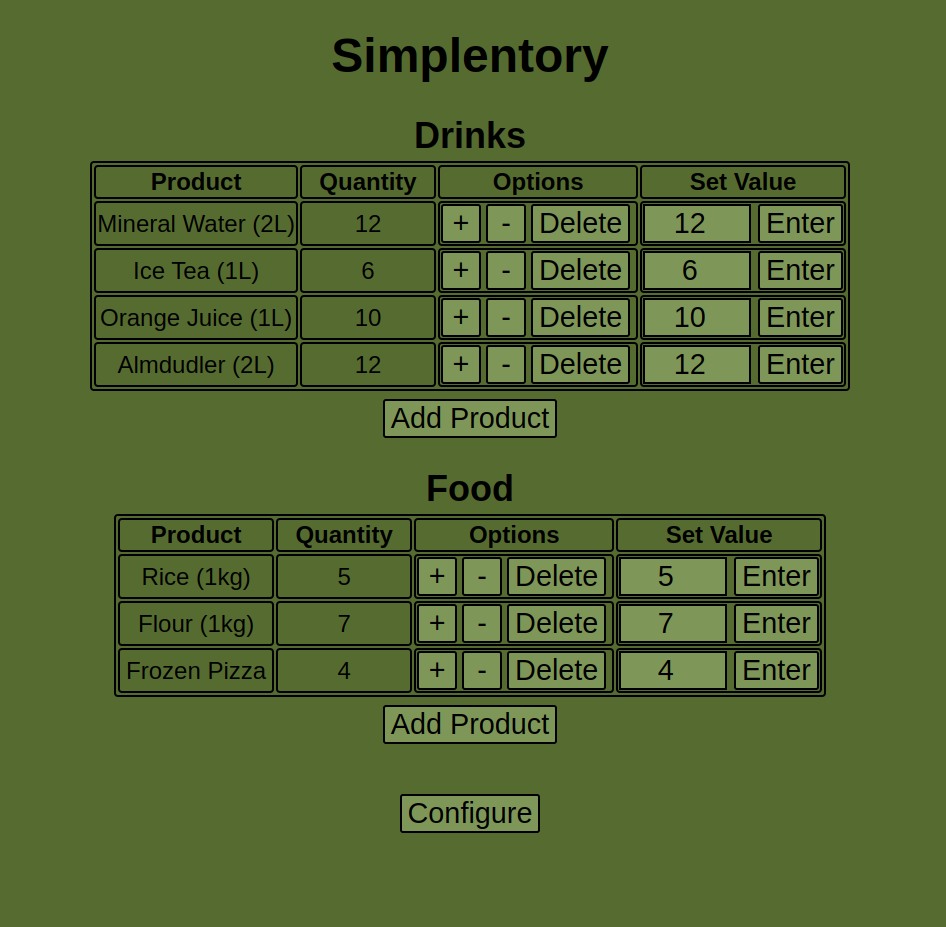 Simplentory
Drinks
Product Quantity Options Set Value
Mineral Water (2L) 12 + - Delete 12 Enter
Ice Tea (1L) 6 + - Delete 6 Enter
Orange Juice (1L) 10 + - Delete 10 Enter
Almdudler (2L) 12 + - Delete 12 Enter
Add Product
Food
Product Quantity Options Set Value
Rice (1kg) 5 + - Delete 5 Enter
Flour (1kg) 7 + - Delete 7 Enter
Frozen Pizza 4 + - Delete 4 Enter
Add Product
Configure